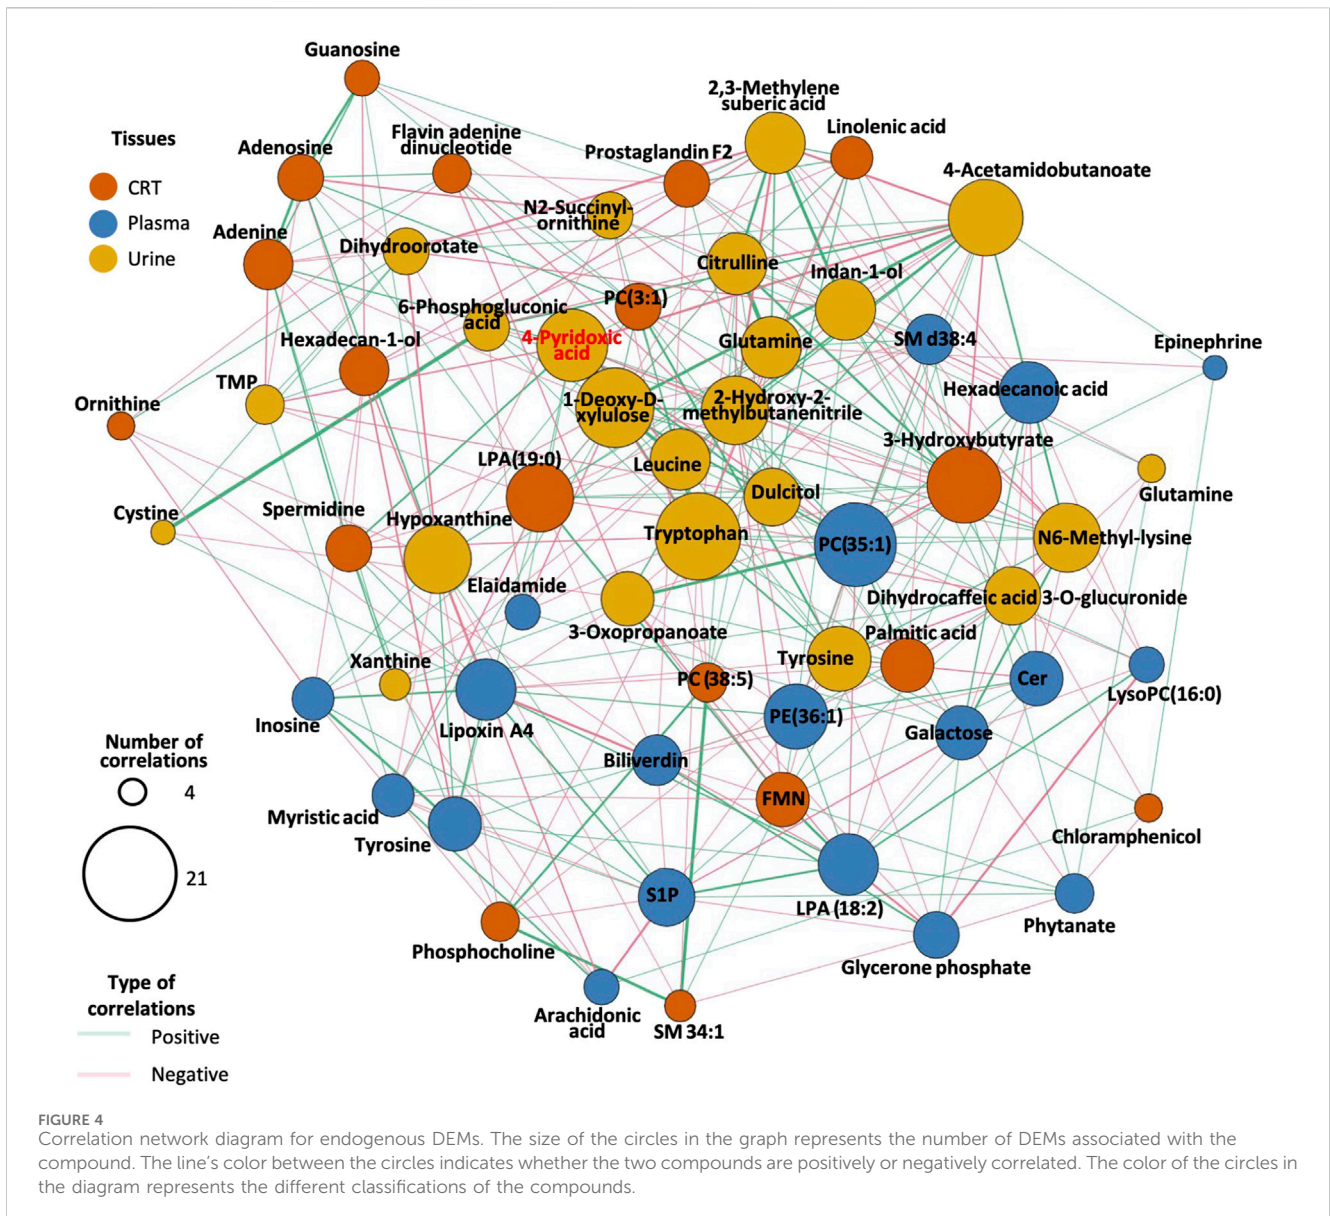 Guanosine
2,3-Methylene
suberic acid
Tissues
Adenosine
Flavin adenine
dinucleotide
Prostaglandin F2
Linolenic acid
4-Acetamidobutanoate
CRT
Plasma
Urine
N2-Succinyl-
ornithine
Adenine
Dihydroorotate
Citrulline
Indan-1-ol
PC(3:1)
6-Phosphogluconic
acid
4-Pyridoxic
acid
Hexadecan-1-ol
Glutamine
SM d38:4
Epinephrine
TMP
Hexadecanoic acid
Ornithine
1-Deoxy-D-
xylulose
2-Hydroxy-2-
methylbutanenitrile
3-Hydroxybutyrate
LPA(19:0)
Leucine
Glutamine
Dulcitol
Cystine
Spermidine
Hypoxanthine
Tryptophan
PC(35:1)
N6-Methyl-lysine
Elaidamide
Dihydrocaffeic acid 3-O-glucuronide
3-Oxopropanoate
Palmitic acid
Xanthine
Tyrosine
PC (38:5)
Cer
LysoPC(16:0)
Inosine
Lipoxin A4
PE(36:1)
Galactose
Number of
correlations
4
21
Biliverdin
FMN
Myristic acid
Tyrosine
Chloramphenicol
S1P
LPA (18:2)
Phytanate
Phosphocholine
Glycerone phosphate
Arachidonic
acid
SM 34:1
Type of
correlations
Positive
Negative
FIGURE 4
Correlation network diagram for endogenous DEMs. The size of the circles in the graph represents the number of DEMs associated with the
compound. The line's color between the circles indicates whether the two compounds are positively or negatively correlated. The color of the circles in
the diagram represents the different classifications of the compounds.